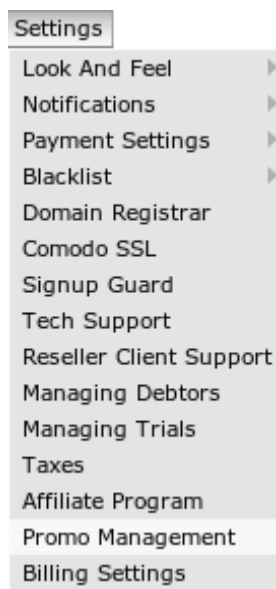 Settings
Look And Feel
Notifications
Payment Settings
Blacklist
Domain Registrar
Comodo SSL
Signup Guard
Tech Support
Reseller Client Support
Managing Debtors
Managing Trials
Taxes
Affiliate Program
Promo Management
Billing Settings